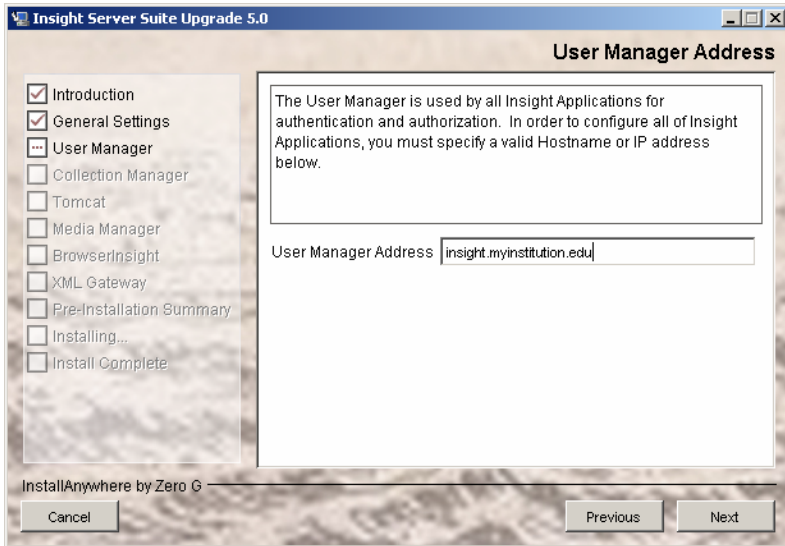 Insight Server Suite Upgrade 5.0
User Manager Address
Introduction
General Settings
User Manager
Collection Manager
Tomcat
Media Manager
BrowserInsight
XML Gateway
Pre-Installation Summary
Installing...
Install Complete
The User Manager is used by all Insight Applications for
authentication and authorization. In order to configure all of Insight
Applications, you must specify a valid Hostname or IP address
below.
User Manager Address insight.myinstitution.edu
InstallAnywhere by Zero G
Cancel Previous Next